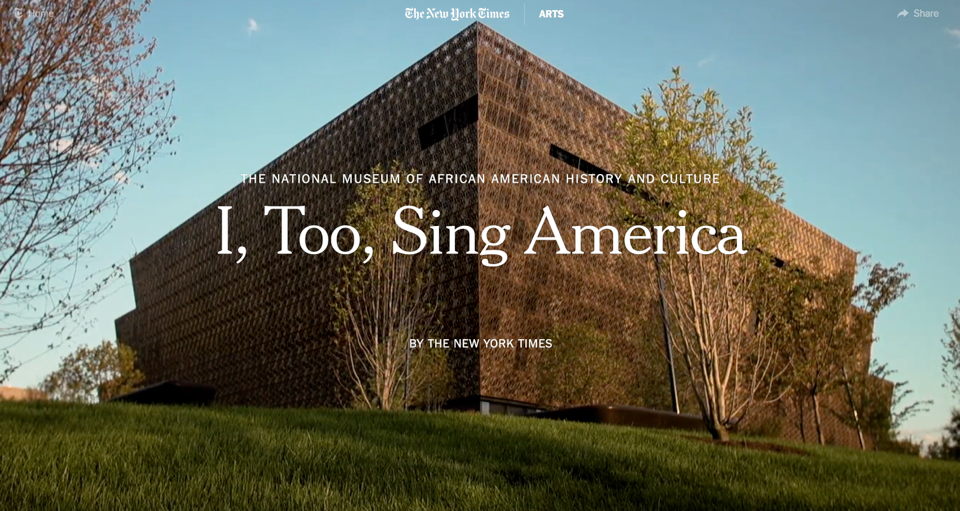 Home
The New York Times
ARTS
Share
THE NATIONAL MUSEUM OF AFRICAN AMERICAN HISTORY AND CULTURE
I, Too, Sing America
BY THE NEW YORK TIMES